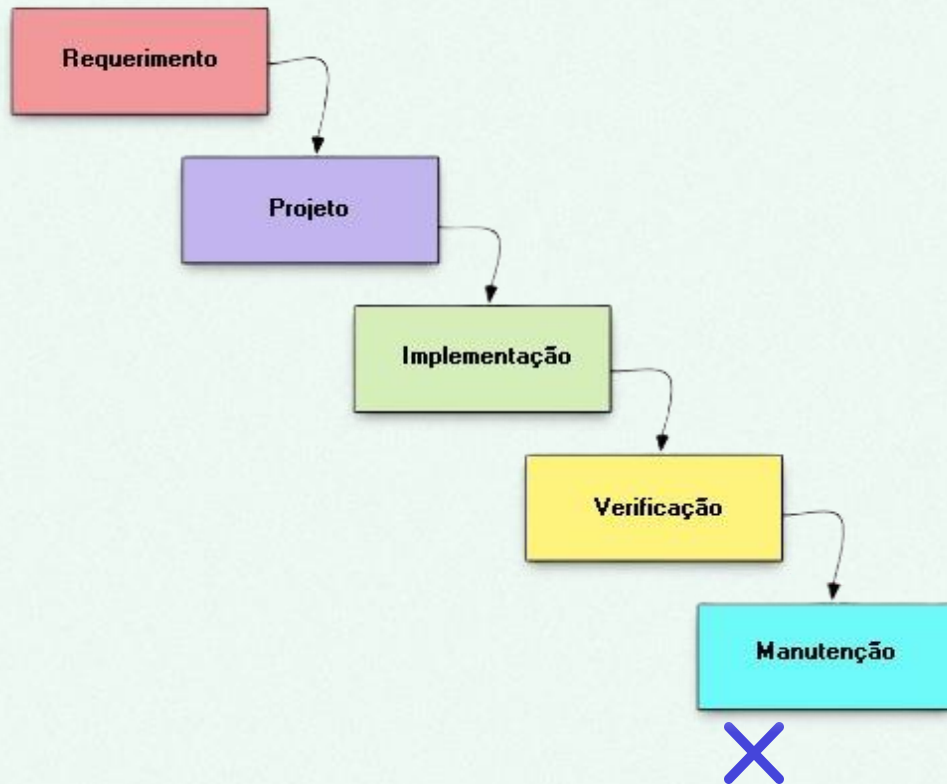 Requerimento
Projeto
Implementação
Verificação
Manutenção